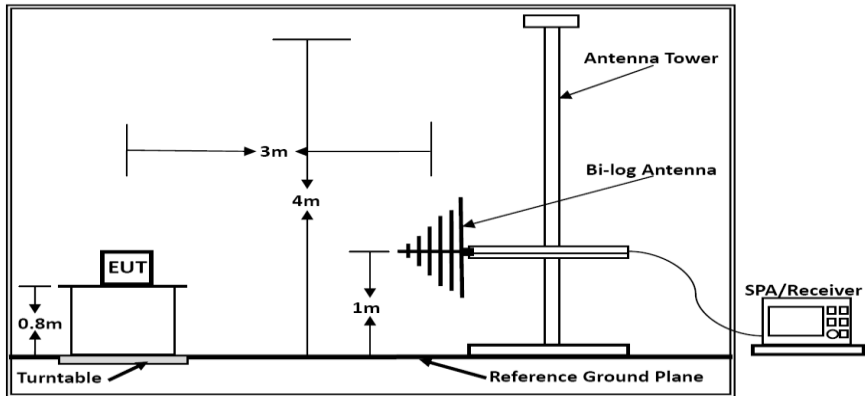 Antenna Tower
3m
Bi-log Antenna
4m
EUT
SPA/Receiver
1m
0.8m
Turntable
Reference Ground Plane